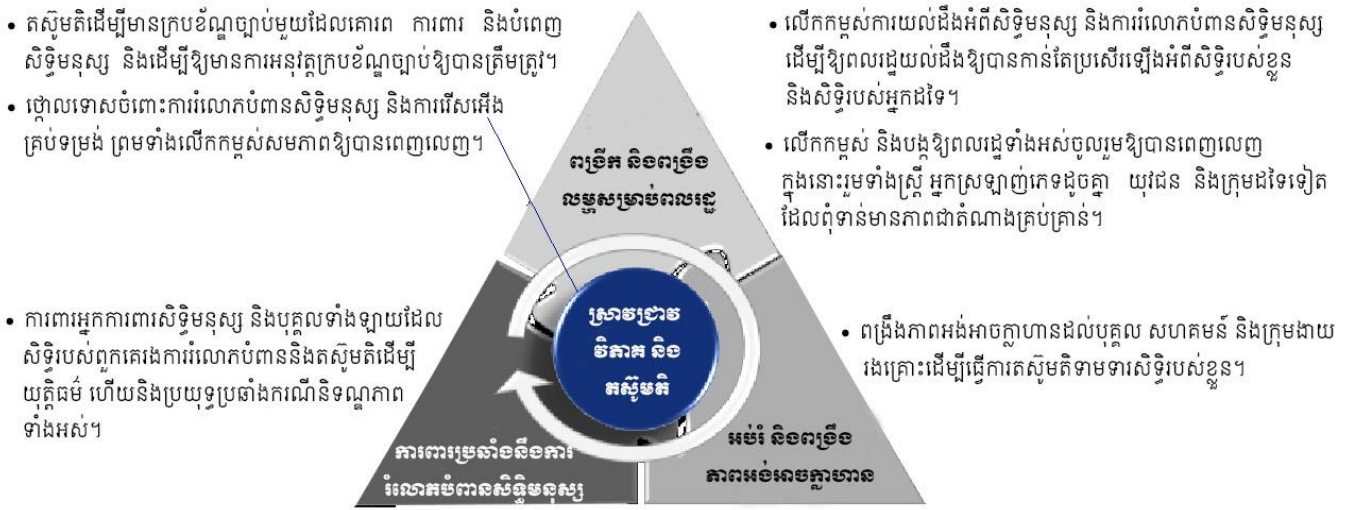 • តស៊ូមតិដើម្បីមានក្របខ័ណ្ឌច្បាប់មួយដែលគោរព ការពារ និងបំពេញ
សិទ្ធិមនុស្ស និងដើម្បីឱ្យមានការអនុវត្តក្របខ័ណ្ឌច្បាប់ឱ្យបានត្រឹមត្រូវ។
• ថ្កោលទោសចំពោះការរំលោភបំពានសិទ្ធិមនុស្ស និងការរើសអើង
គ្រប់ទម្រង់ ព្រមទាំងលើកកម្ពស់សមភាពឱ្យបានពេញលេញ។
• លើកកម្ពស់ការយល់ដឹងអំពីសិទ្ធិមនុស្ស និងការរំលោភបំពានសិទ្ធិមនុស្ស
ដើម្បីឱ្យពលរដ្ឋយល់ដឹងឱ្យបានកាន់តែប្រសើរឡើងអំពីសិទ្ធិរបស់ខ្លួន
និងសិទ្ធិរបស់អ្នកដទៃ។
• លើកកម្ពស់ និងបង្កឱ្យពលរដ្ឋទាំងអស់ចូលរួមឱ្យបានពេញលេញ
ក្នុងនោះរួមទាំងស្ត្រី អ្នកស្រឡាញ់ភេទដូចគ្នា យុវជន និងក្រុមដទៃទៀត
ដែលពុំទាន់មានភាពជាតំណាងគ្រប់គ្រាន់។
ពង្រីក និងពង្រឹង
លម្ហសម្រាប់ពលរដ្ឋ
ស្រាវជ្រាវ
វិភាគ និង
តស៊ូមតិ
• ការពារអ្នកការពារសិទ្ធិមនុស្ស និងបុគ្គលទាំងឡាយដែល
សិទ្ធិរបស់ពួកគេរងការរំលោភបំពាននិងតស៊ូមតិដើម្បី
យុត្តិធម៌ ហើយនិងប្រយុទ្ធប្រឆាំងករណីនិទណ្ឌភាព
ទាំងអស់។
• ពង្រឹងភាពអង់អាចក្លាហានដល់បុគ្គល សហគមន៍ និងក្រុមងាយ
រងគ្រោះដើម្បីធ្វើការតស៊ូមតិទាមទារសិទ្ធិរបស់ខ្លួន។
ការពារប្រឆាំងនឹងការ
រំលោភបំពានសិទ្ធិមនុស្ស
អប់រំ និងពង្រឹង
ភាពអង់អាចក្លាហាន